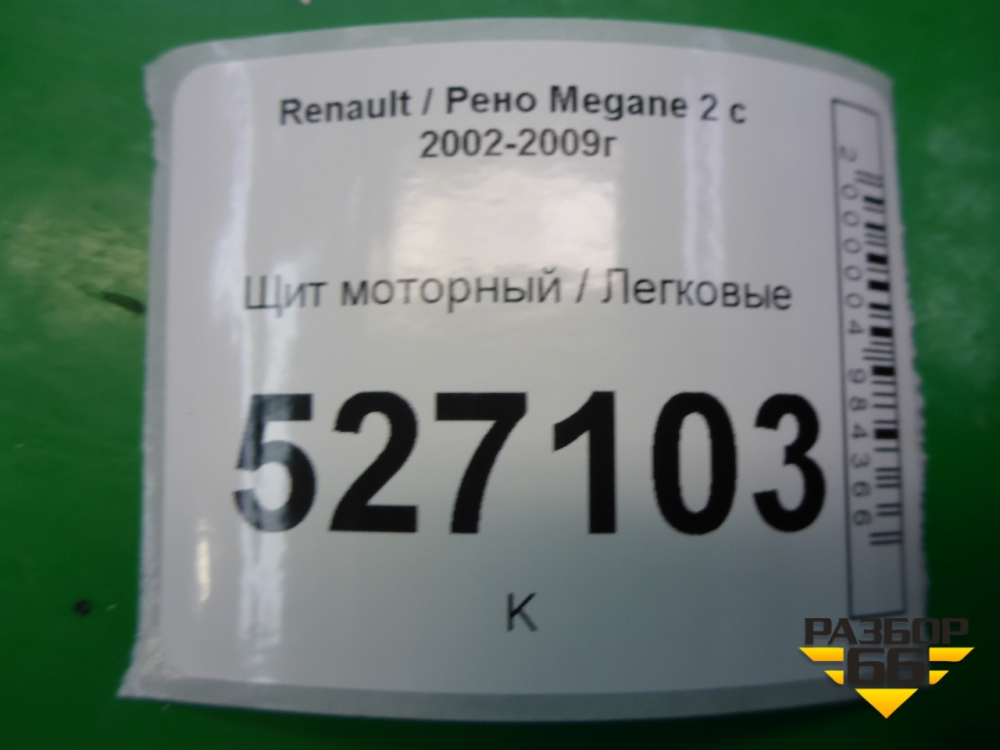 Renault / Рено Megane 2 с
2002-2009г
Щит моторный / Легковые
527103
К
2000004984366
РАЗБОР
66